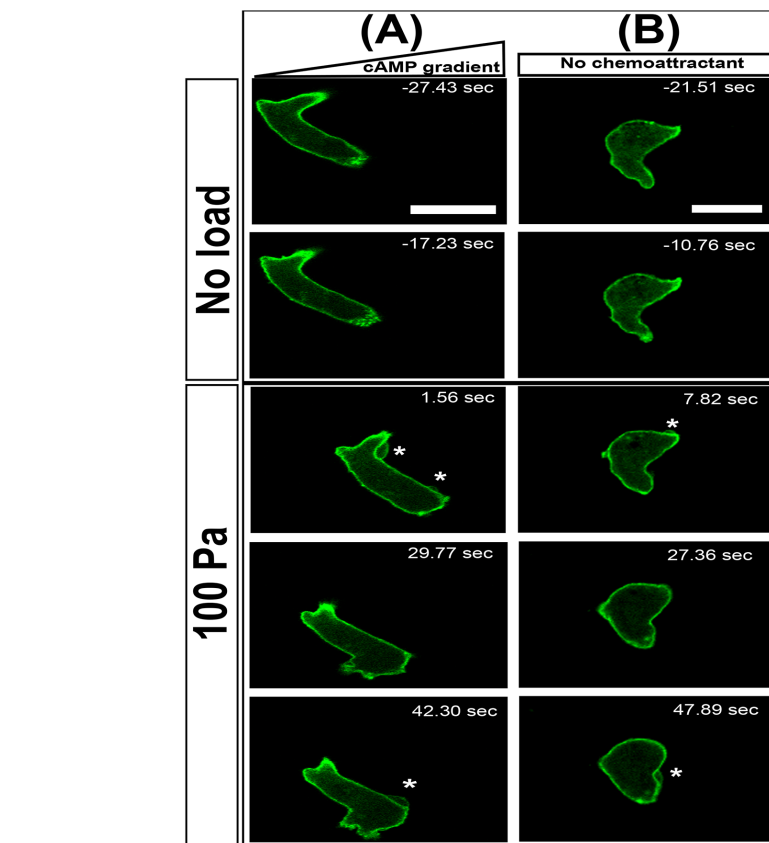 (A)
(B)
cAMP gradient
No chemoattractant
No load
-27.43 sec
-21.51 sec
-17.23 sec
-10.76 sec
100 Pa
1.56 sec
7.82 sec
*
*
*
29.77 sec
27.36 sec
42.30 sec
47.89 sec
*
*